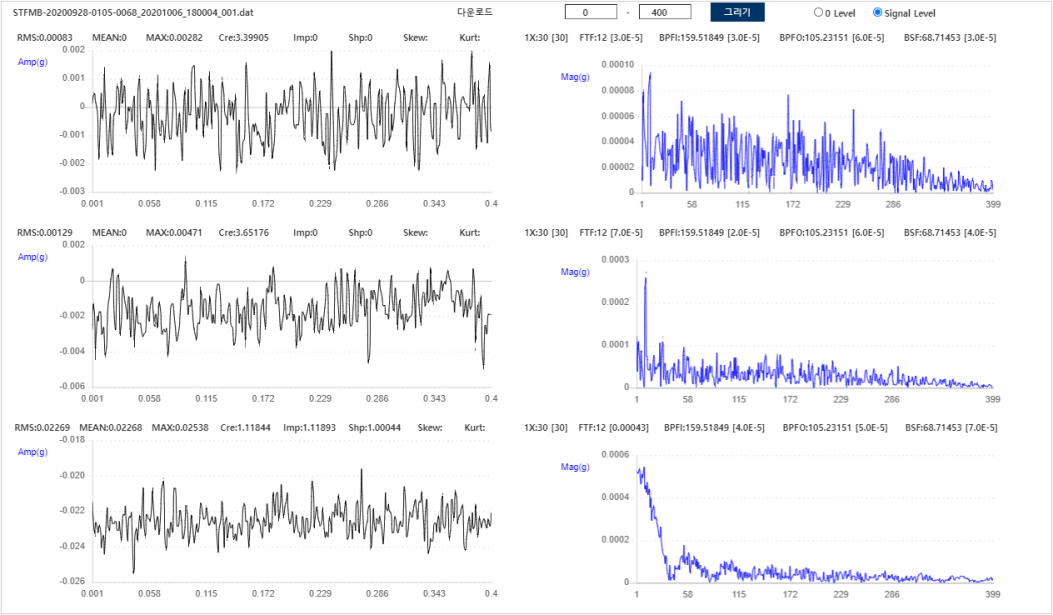 STFMB-20200928-0105-0068_20201006_180004_001.dat 다운로드 0 - 400 그리기 0 Level Signal Level
RMS:0.00083 MEAN:0 MAX:0.00282 Cre:3.39905 Imp:0 Shp:0 Skew: Kurt:
Amp(g)
0.002
0.001
0
-0.001
-0.002
-0.003
0.001 0.058 0.115 0.172 0.229 0.286 0.343 0.4
1X:30 [30] FTF:12 [3.0E-5] BPFI:159.51849 [3.0E-5] BPFO:105.23151 [6.0E-5] BSF:68.71453 [3.0E-5]
Mag(g)
0.00010
0.00008
0.00006
0.00004
0.00002
0
1 58 115 172 229 286 399
RMS:0.00129 MEAN:0 MAX:0.00471 Cre:3.65176 Imp:0 Shp:0 Skew: Kurt:
Amp(g)
0.002
0
-0.002
-0.004
-0.006
0.001 0.058 0.115 0.172 0.229 0.286 0.343 0.4
1X:30 [30] FTF:12 [7.0E-5] BPFI:159.51849 [2.0E-5] BPFO:105.23151 [6.0E-5] BSF:68.71453 [4.0E-5]
Mag(g)
0.0003
0.0002
0.0001
0
1 58 115 172 229 286 399
RMS:0.02269 MEAN:0.02268 MAX:0.02538 Cre:1.11844 Imp:1.11893 Shp:1.00044 Skew: Kurt:
Amp(g)
-0.018
-0.020
-0.022
-0.024
-0.026
0.001 0.058 0.115 0.172 0.229 0.286 0.343 0.4
1X:30 [30] FTF:12 [0.00043] BPFI:159.51849 [4.0E-5] BPFO:105.23151 [5.0E-5] BSF:68.71453 [7.0E-5]
Mag(g)
0.0006
0.0004
0.0002
0
1 58 115 172 229 286 399